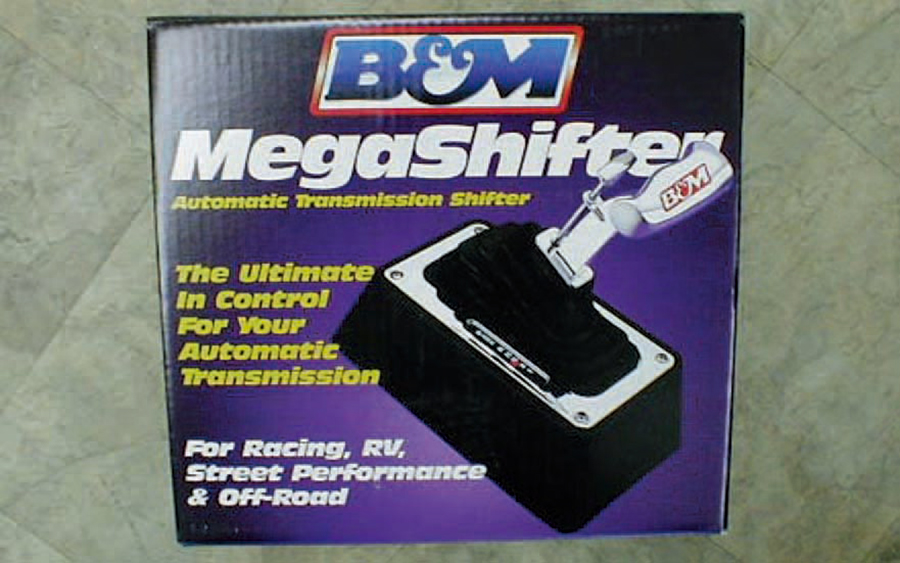 B&M
MegaShifter
Automatic Transmission Shifter
B&M
The Ultimate
In Control
For Your
Automatic
Transmission
For Racing, RV,
Street Performance
& Off-Road